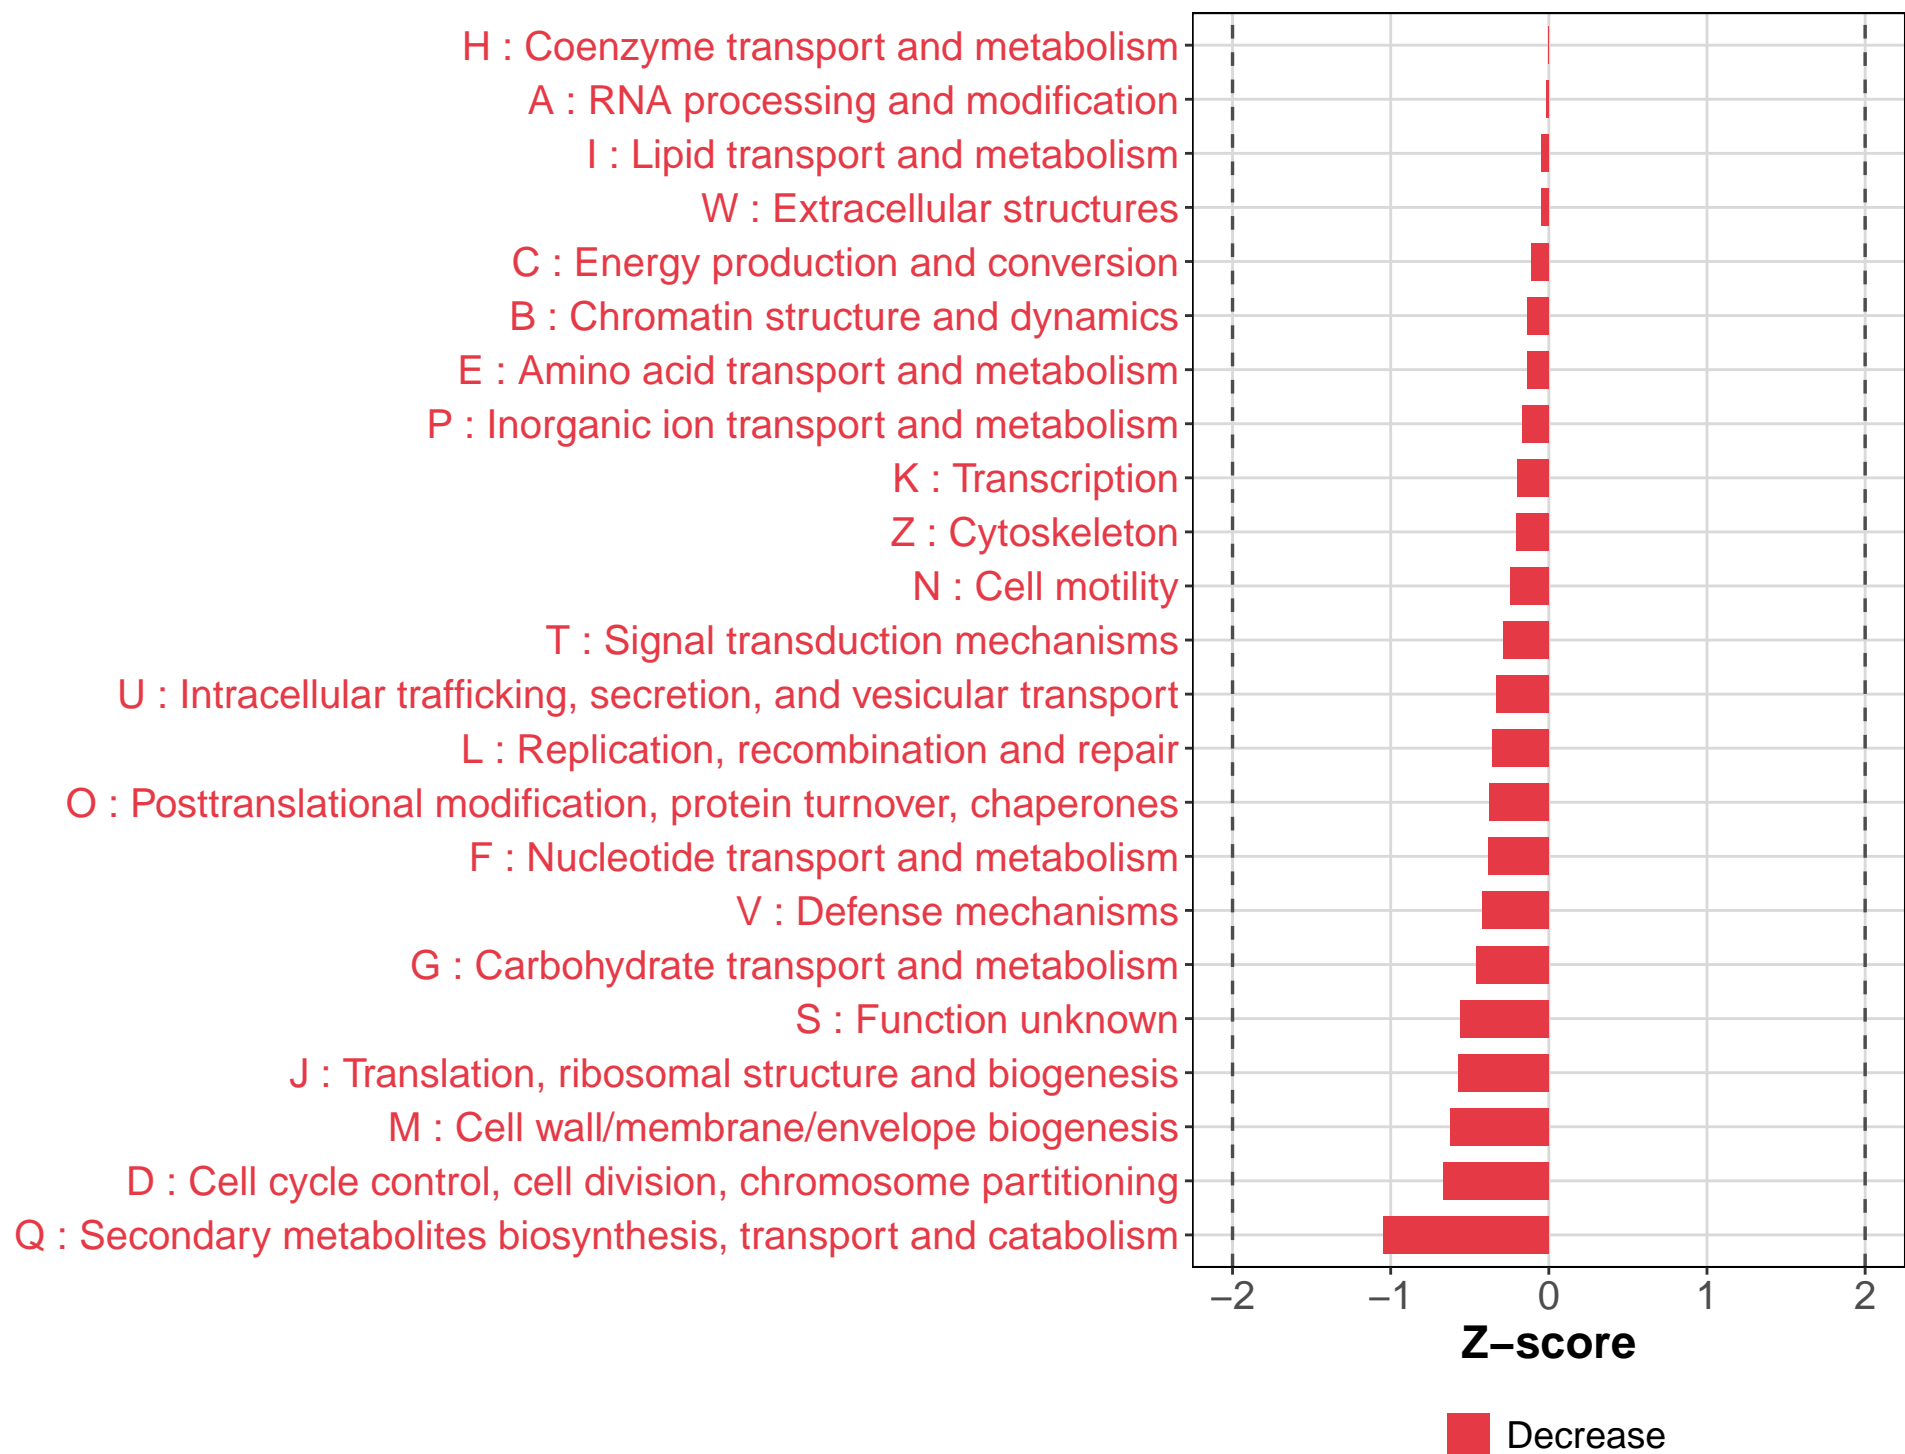 H : Coenzyme transport and metabolism
A : RNA processing and modification
I : Lipid transport and metabolism
W : Extracellular structures
C : Energy production and conversion
B : Chromatin structure and dynamics
E : Amino acid transport and metabolism
P : Inorganic ion transport and metabolism
K : Transcription
Z : Cytoskeleton
N : Cell motility
T : Signal transduction mechanisms
U : Intracellular trafficking, secretion, and vesicular transport
L : Replication, recombination and repair
O : Posttranslational modification, protein turnover, chaperones
F : Nucleotide transport and metabolism
V : Defense mechanisms
G : Carbohydrate transport and metabolism
S : Function unknown
J : Translation, ribosomal structure and biogenesis
M : Cell wall/membrane/envelope biogenesis
D : Cell cycle control, cell division, chromosome partitioning
Q : Secondary metabolites biosynthesis, transport and catabolism
−2 −1 0 1 2
Z−score
Decrease